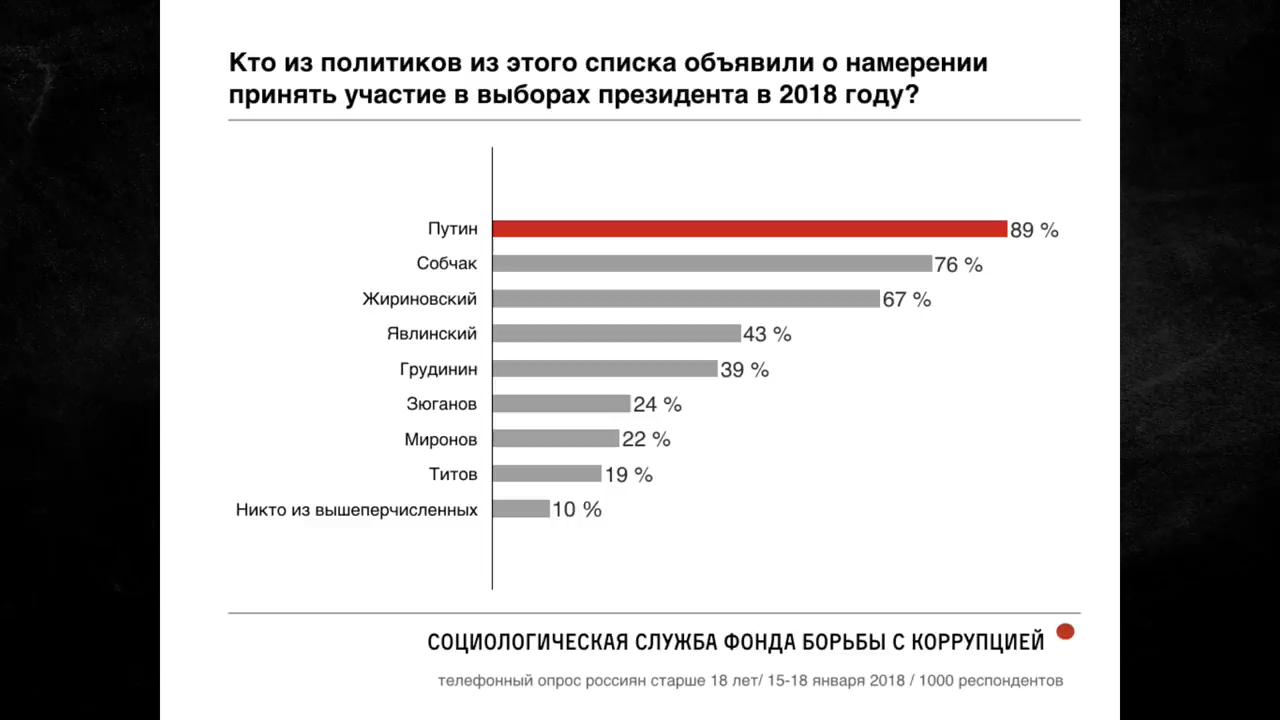 Кто из политиков из этого списка объявили о намерении
принять участие в выборах президента в 2018 году?
Путин 89 %
Собчак 76 %
Жириновский 67 %
Явлинский 43 %
Грудинин 39 %
Зюганов 24 %
Миронов 22 %
Титов 19 %
Никто из вышеперчисленных 10 %
СОЦИОЛОГИЧЕСКАЯ СЛУЖБА ФОНДА БОРЬБЫ С КОРРУПЦИЕЙ
телефонный опрос россиян старше 18 лет/ 15-18 января 2018 / 1000 респондентов